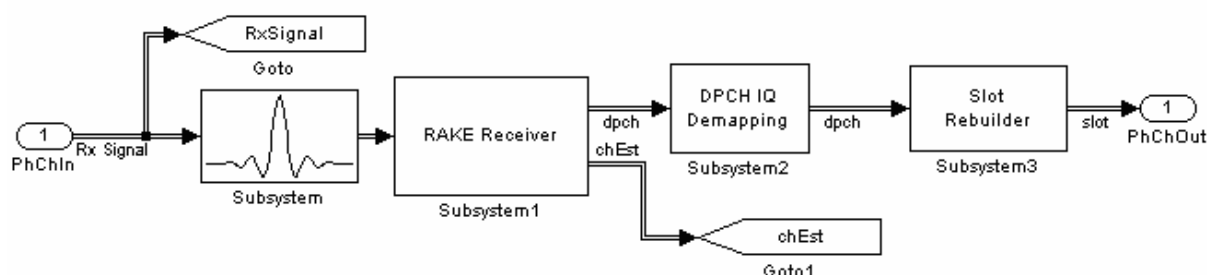 RxSignal
Goto
1
PhChIn
Rx Signal
Subsystem
RAKE Receiver
Subsystem1
dpch
chEst
DPCH IQ
Demapping
Subsystem2
dpch
Slot
Rebuilder
Subsystem3
slot
1
PhChOut
chEst
Goto1